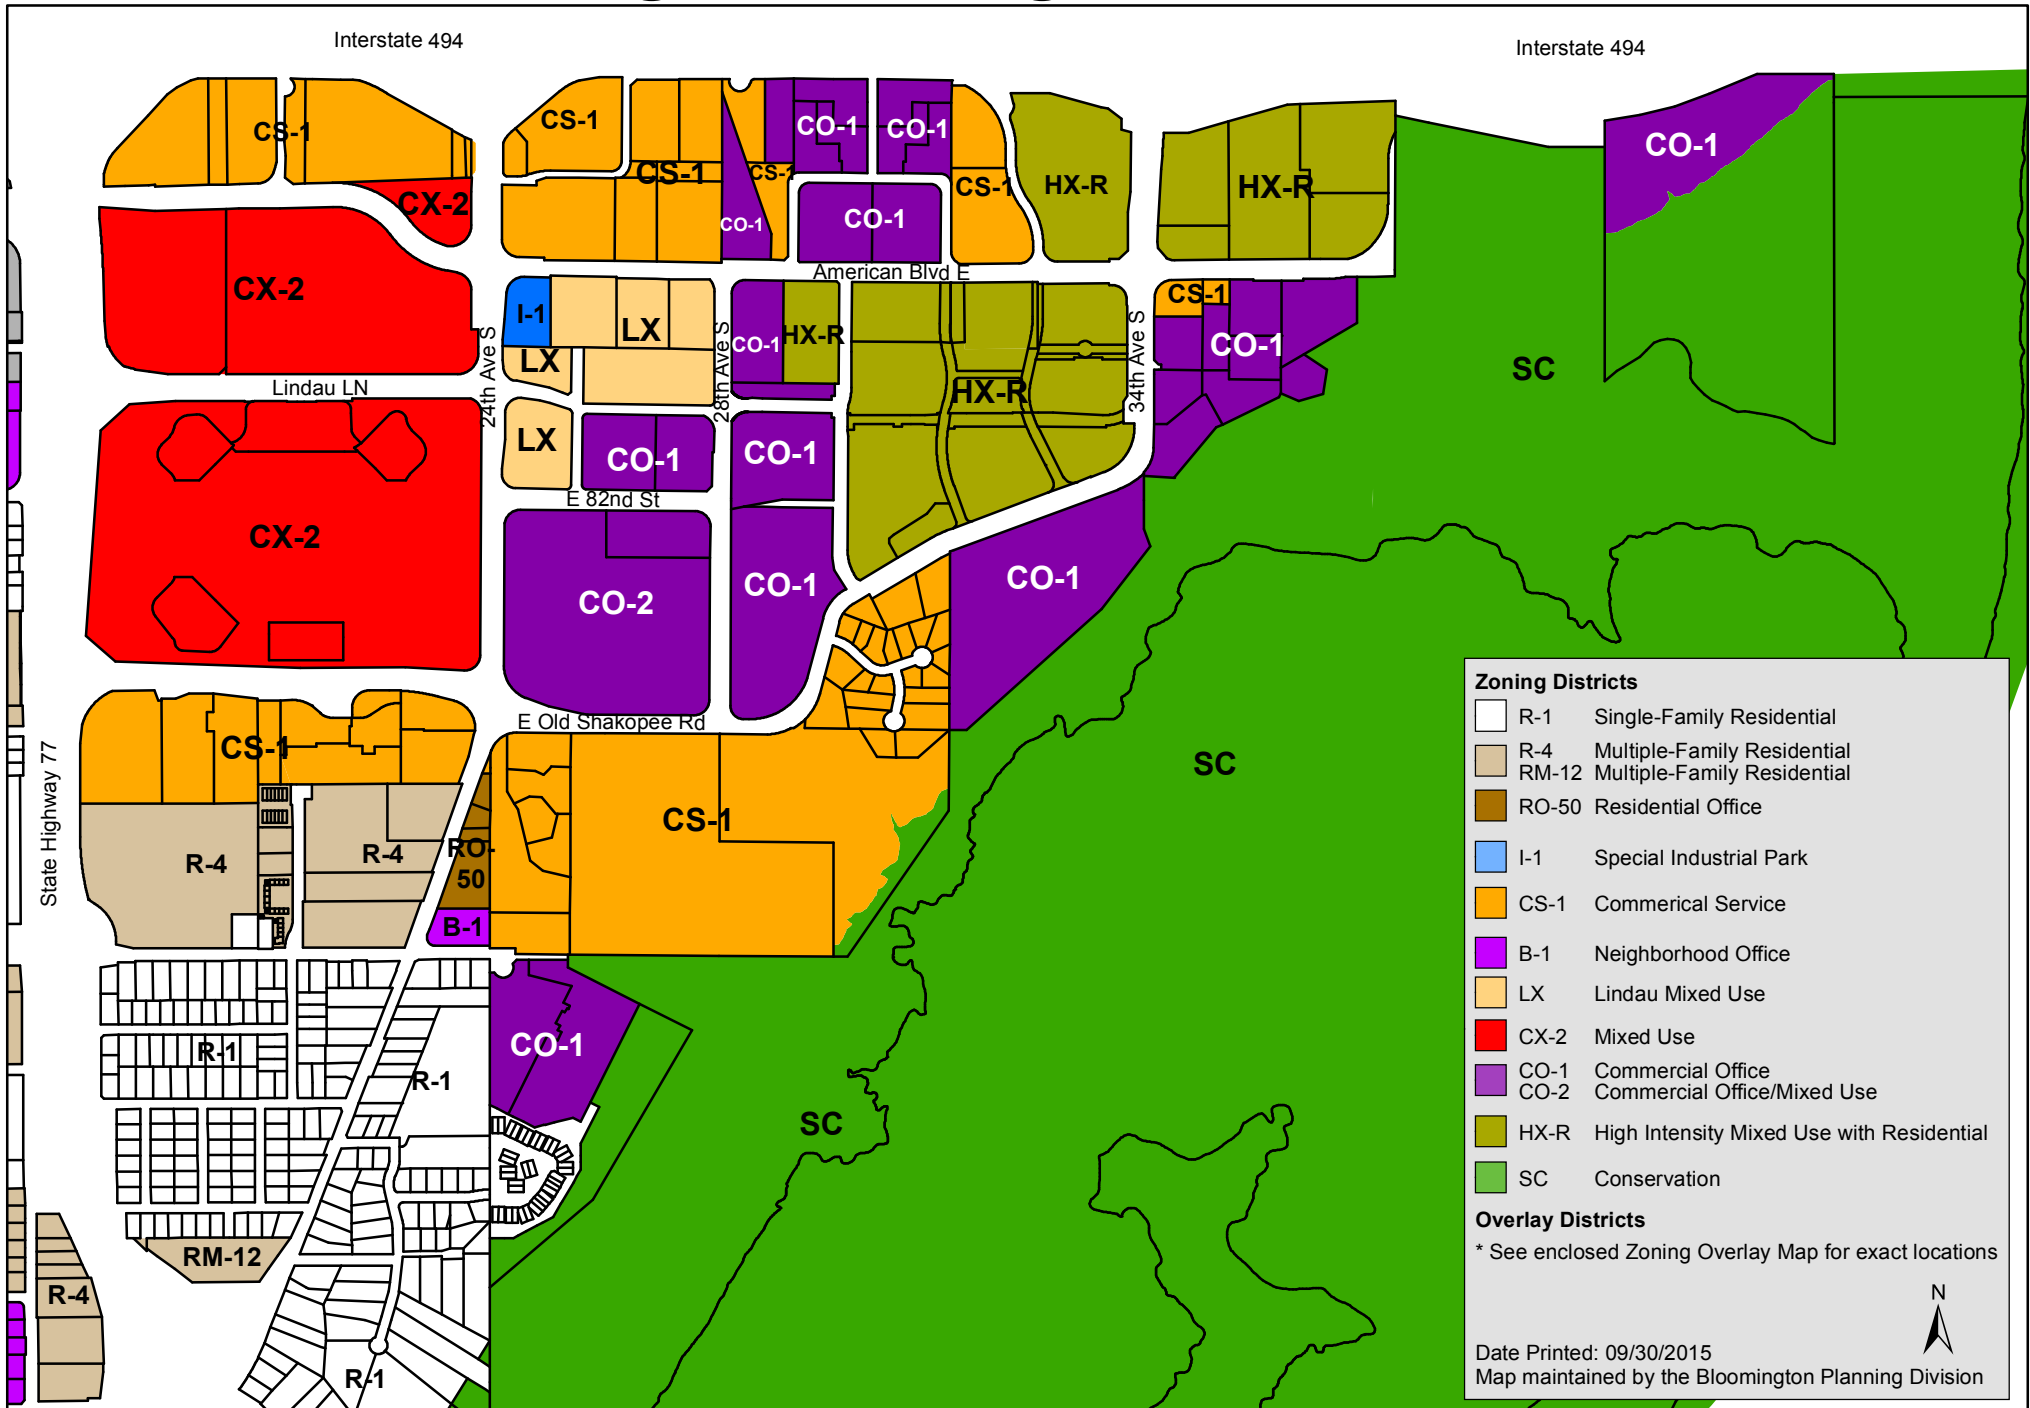 Interstate 494
Interstate 494
CS-1
CS-1
CO-1
CO-1
CO-1
CS-1
CS-1
CS-1
HX-R
HX-R
CX-2
CO-1
CO-1
American Blvd E
CX-2
I-1
LX
CO-1
HX-R
CS-1
CO-1
LX
24th Ave S
28th Ave S
34th Ave S
SC
Lindau LN
HX-R
LX
CO-1
CO-1
E 82nd St
CX-2
CO-2
CO-1
CO-1
E Old Shakopee Rd
CS-1
SC
State Highway 77
CS-1
R-4
R-4
RO-
50
B-1
R-1
R-1
CO-1
SC
RM-12
R-4
R-1
Zoning Districts
R-1 Single-Family Residential
R-4 Multiple-Family Residential
RM-12 Multiple-Family Residential
RO-50 Residential Office
I-1 Special Industrial Park
CS-1 Commerical Service
B-1 Neighborhood Office
LX Lindau Mixed Use
CX-2 Mixed Use
CO-1 Commercial Office
CO-2 Commercial Office/Mixed Use
HX-R High Intensity Mixed Use with Residential
SC Conservation
Overlay Districts
* See enclosed Zoning Overlay Map for exact locations
N
Date Printed: 09/30/2015
Map maintained by the Bloomington Planning Division